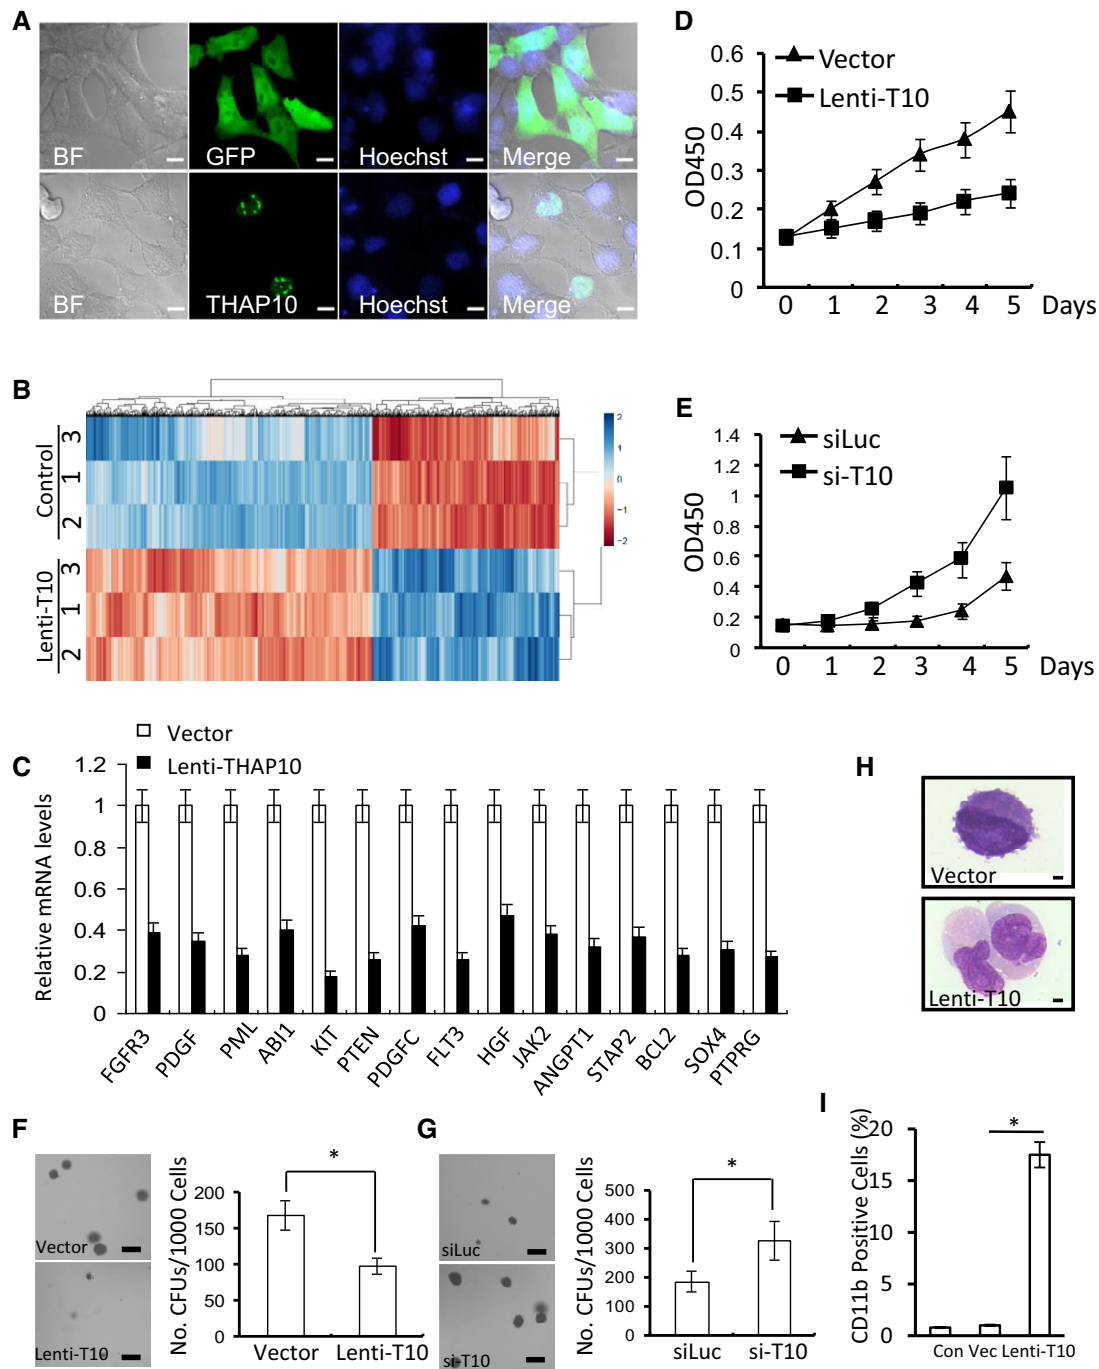 A
BF GFP Hoechst Merge
BF THAP10 Hoechst Merge
B
Control
3
1
2
Lenti-T10
3
1
2
2
1
0
−1
−2
C
Vector
Lenti-THAP10
Relative mRNA levels
1.2
1
0.8
0.6
0.4
0.2
0
FGFR3 PDGF PML ABI1 KIT PTEN PDGFC FLT3 HGF JAK2 ANGPT1 STAP2 BCL2 SOX4 PTPRG
D
Vector
Lenti-T10
OD450
0.6
0.5
0.4
0.3
0.2
0.1
0
0 1 2 3 4 5 Days
E
siLuc
si-T10
OD450
1.4
1.2
1
0.8
0.6
0.4
0.2
0
0 1 2 3 4 5 Days
F
Vector
Lenti-T10
No. CFUs/1000 Cells
200
150
100
50
0
*
Vector Lenti-T10
G
siLuc
si-T10
No. CFUs/1000 Cells
500
400
300
200
100
0
*
siLuc si-T10
H
Vector
Lenti-T10
I
CD11b Positive Cells (%)
20
15
10
5
0
*
Con Vec Lenti-T10